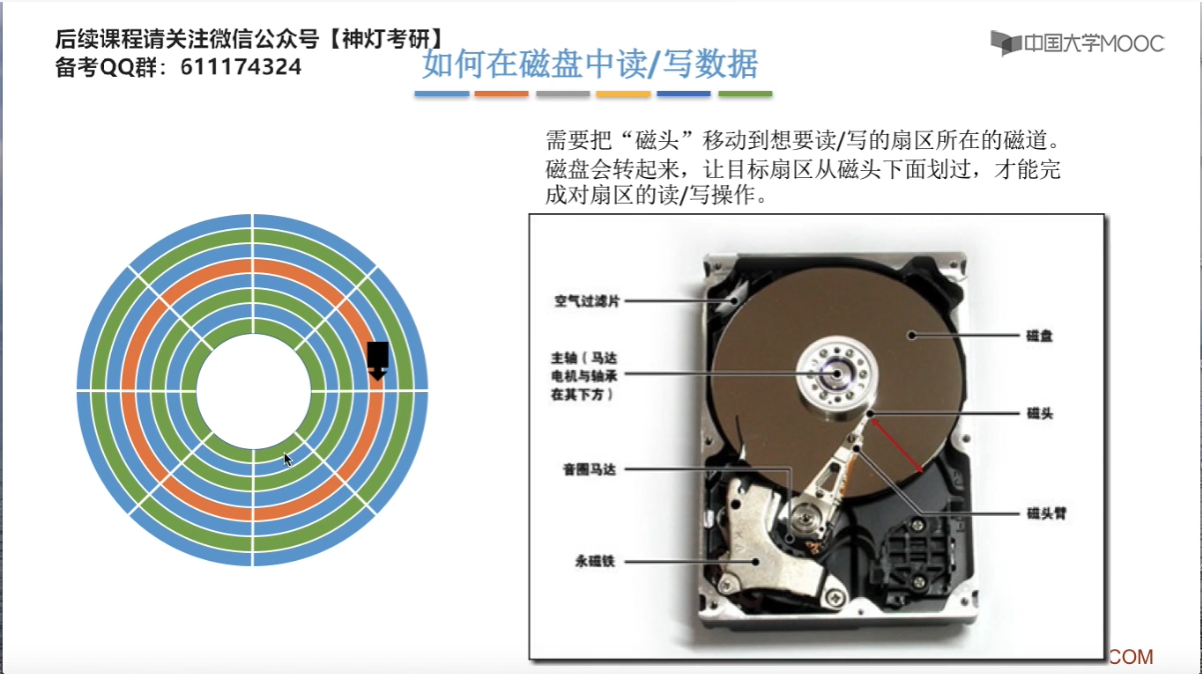 后续课程请关注微信公众号【神灯考研】
备考QQ群：611174324
中国大学MOOC
如何在磁盘中读/写数据
需要把“磁头”移动到想要读/写的扇区所在的磁道。
磁盘会转起来，让目标扇区从磁头下面划过，才能完
成对扇区的读/写操作。
空气过滤片
磁盘
主轴（马达
电机与轴承
在其下方）
磁头
音圈马达
磁头臂
永磁铁
COM